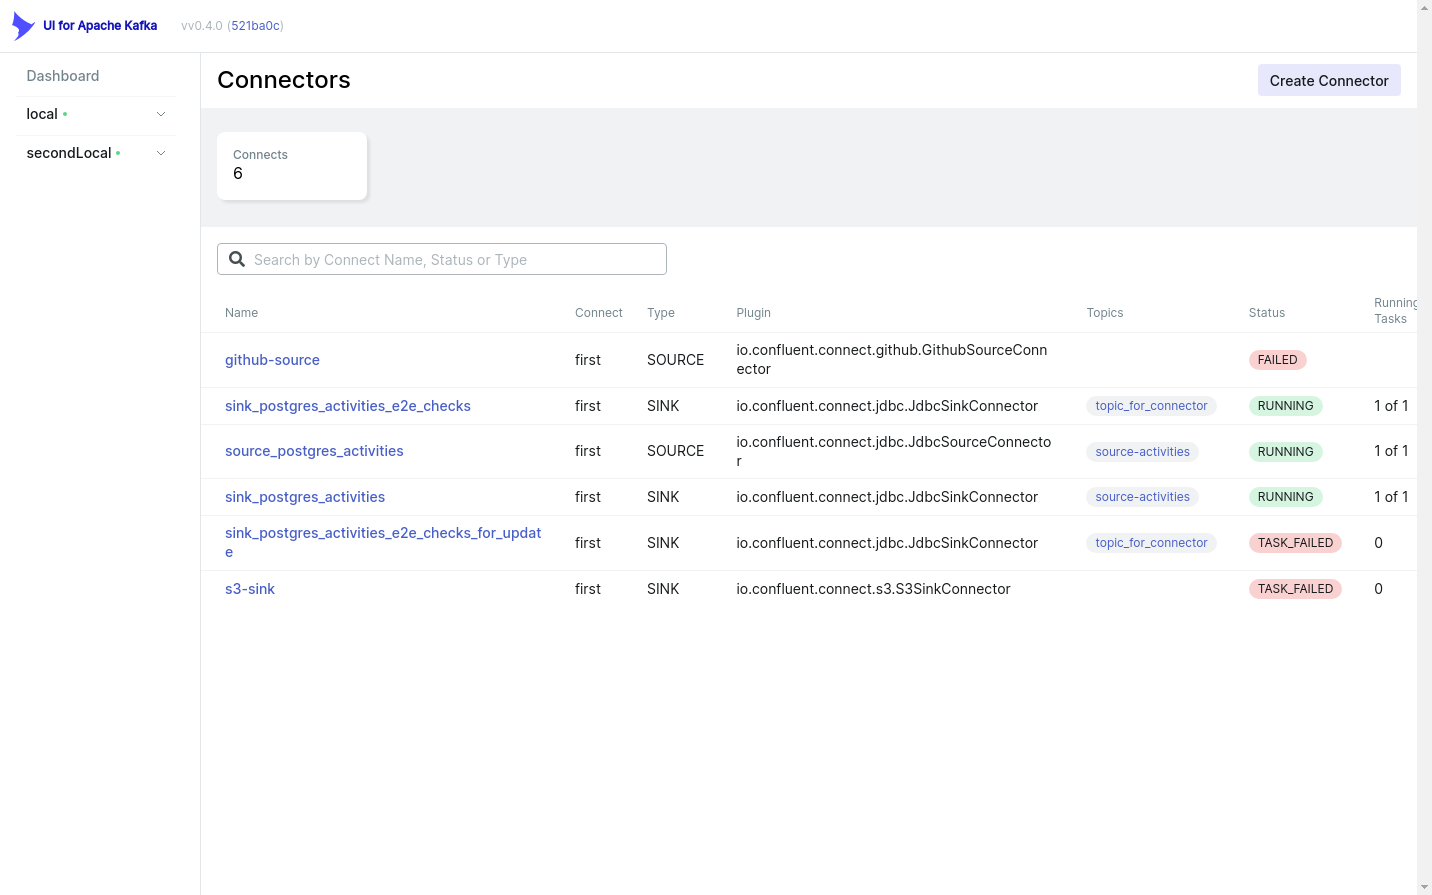 UI for Apache Kafka vv0.4.0 (521ba0c)
Dashboard
local
secondLocal
Connectors
Create Connector
Connects
6
Search by Connect Name, Status or Type
Name Connect Type Plugin Topics Status Running
Tasks
github-source first SOURCE io.confluent.connect.github.GithubSourceConn
ector FAILED
sink_postgres_activities_e2e_checks first SINK io.confluent.connect.jdbc.JdbcSinkConnector topic_for_connector RUNNING 1 of 1
source_postgres_activities first SOURCE io.confluent.connect.jdbc.JdbcSourceConnecto
r source-activities RUNNING 1 of 1
sink_postgres_activities first SINK io.confluent.connect.jdbc.JdbcSinkConnector source-activities RUNNING 1 of 1
sink_postgres_activities_e2e_checks_for_updat
e first SINK io.confluent.connect.jdbc.JdbcSinkConnector topic_for_connector TASK_FAILED 0
s3-sink first SINK io.confluent.connect.s3.S3SinkConnector TASK_FAILED 0